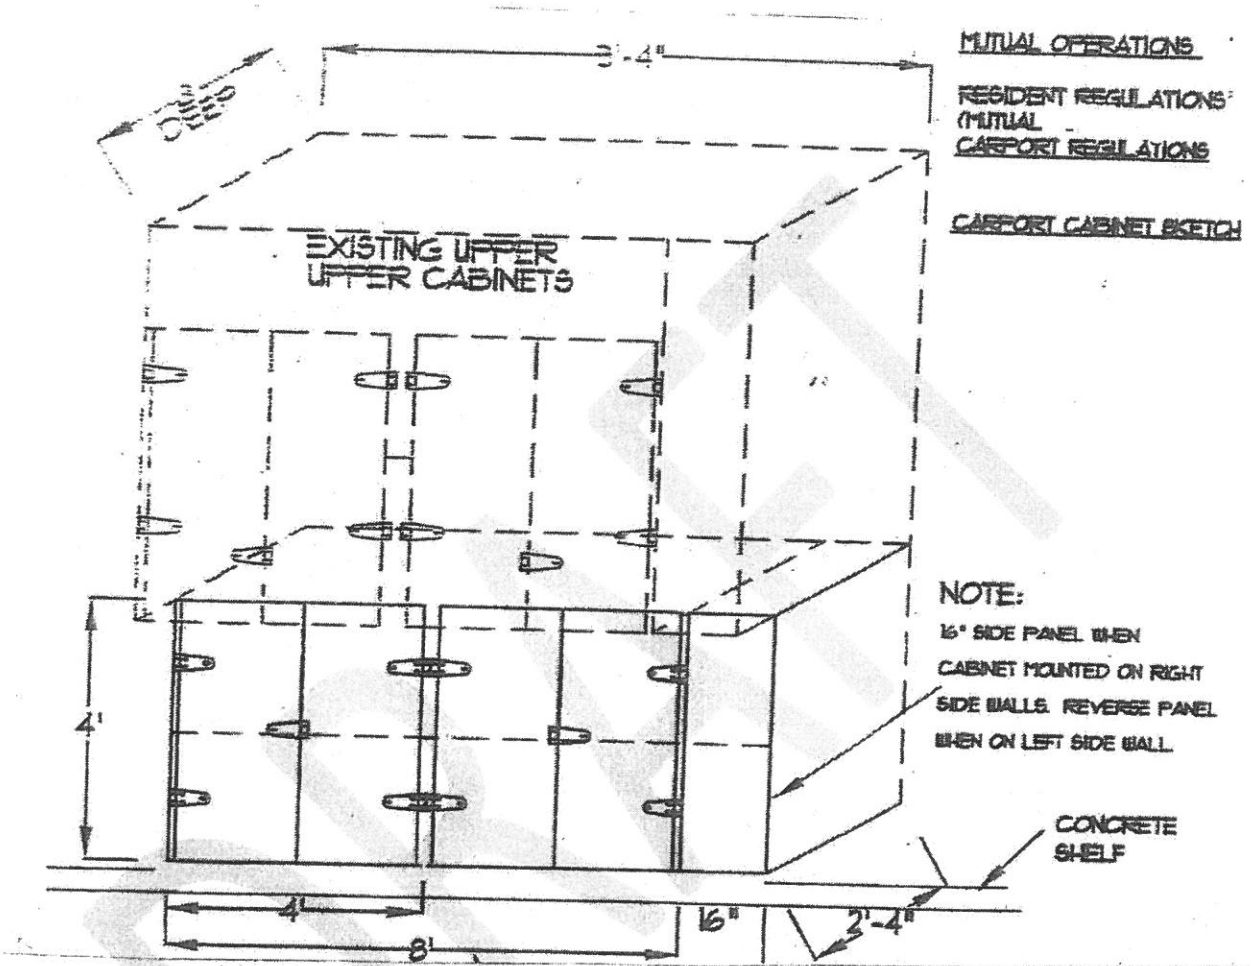 MUTUAL OPERATIONS
RESIDENT REGULATIONS
(MUTUAL
CARPORT REGULATIONS
CARPORT CABINET SKETCH
DEEP
EXISTING UPPER
UPPER CABINETS
NOTE:
16" SIDE PANEL WHEN
CABINET MOUNTED ON RIGHT
SIDE WALLS. REVERSE PANEL
WHEN ON LEFT SIDE WALL.
4'
CONCRETE
SHELF
4'
16"
2'-4"
8'
DRAFT